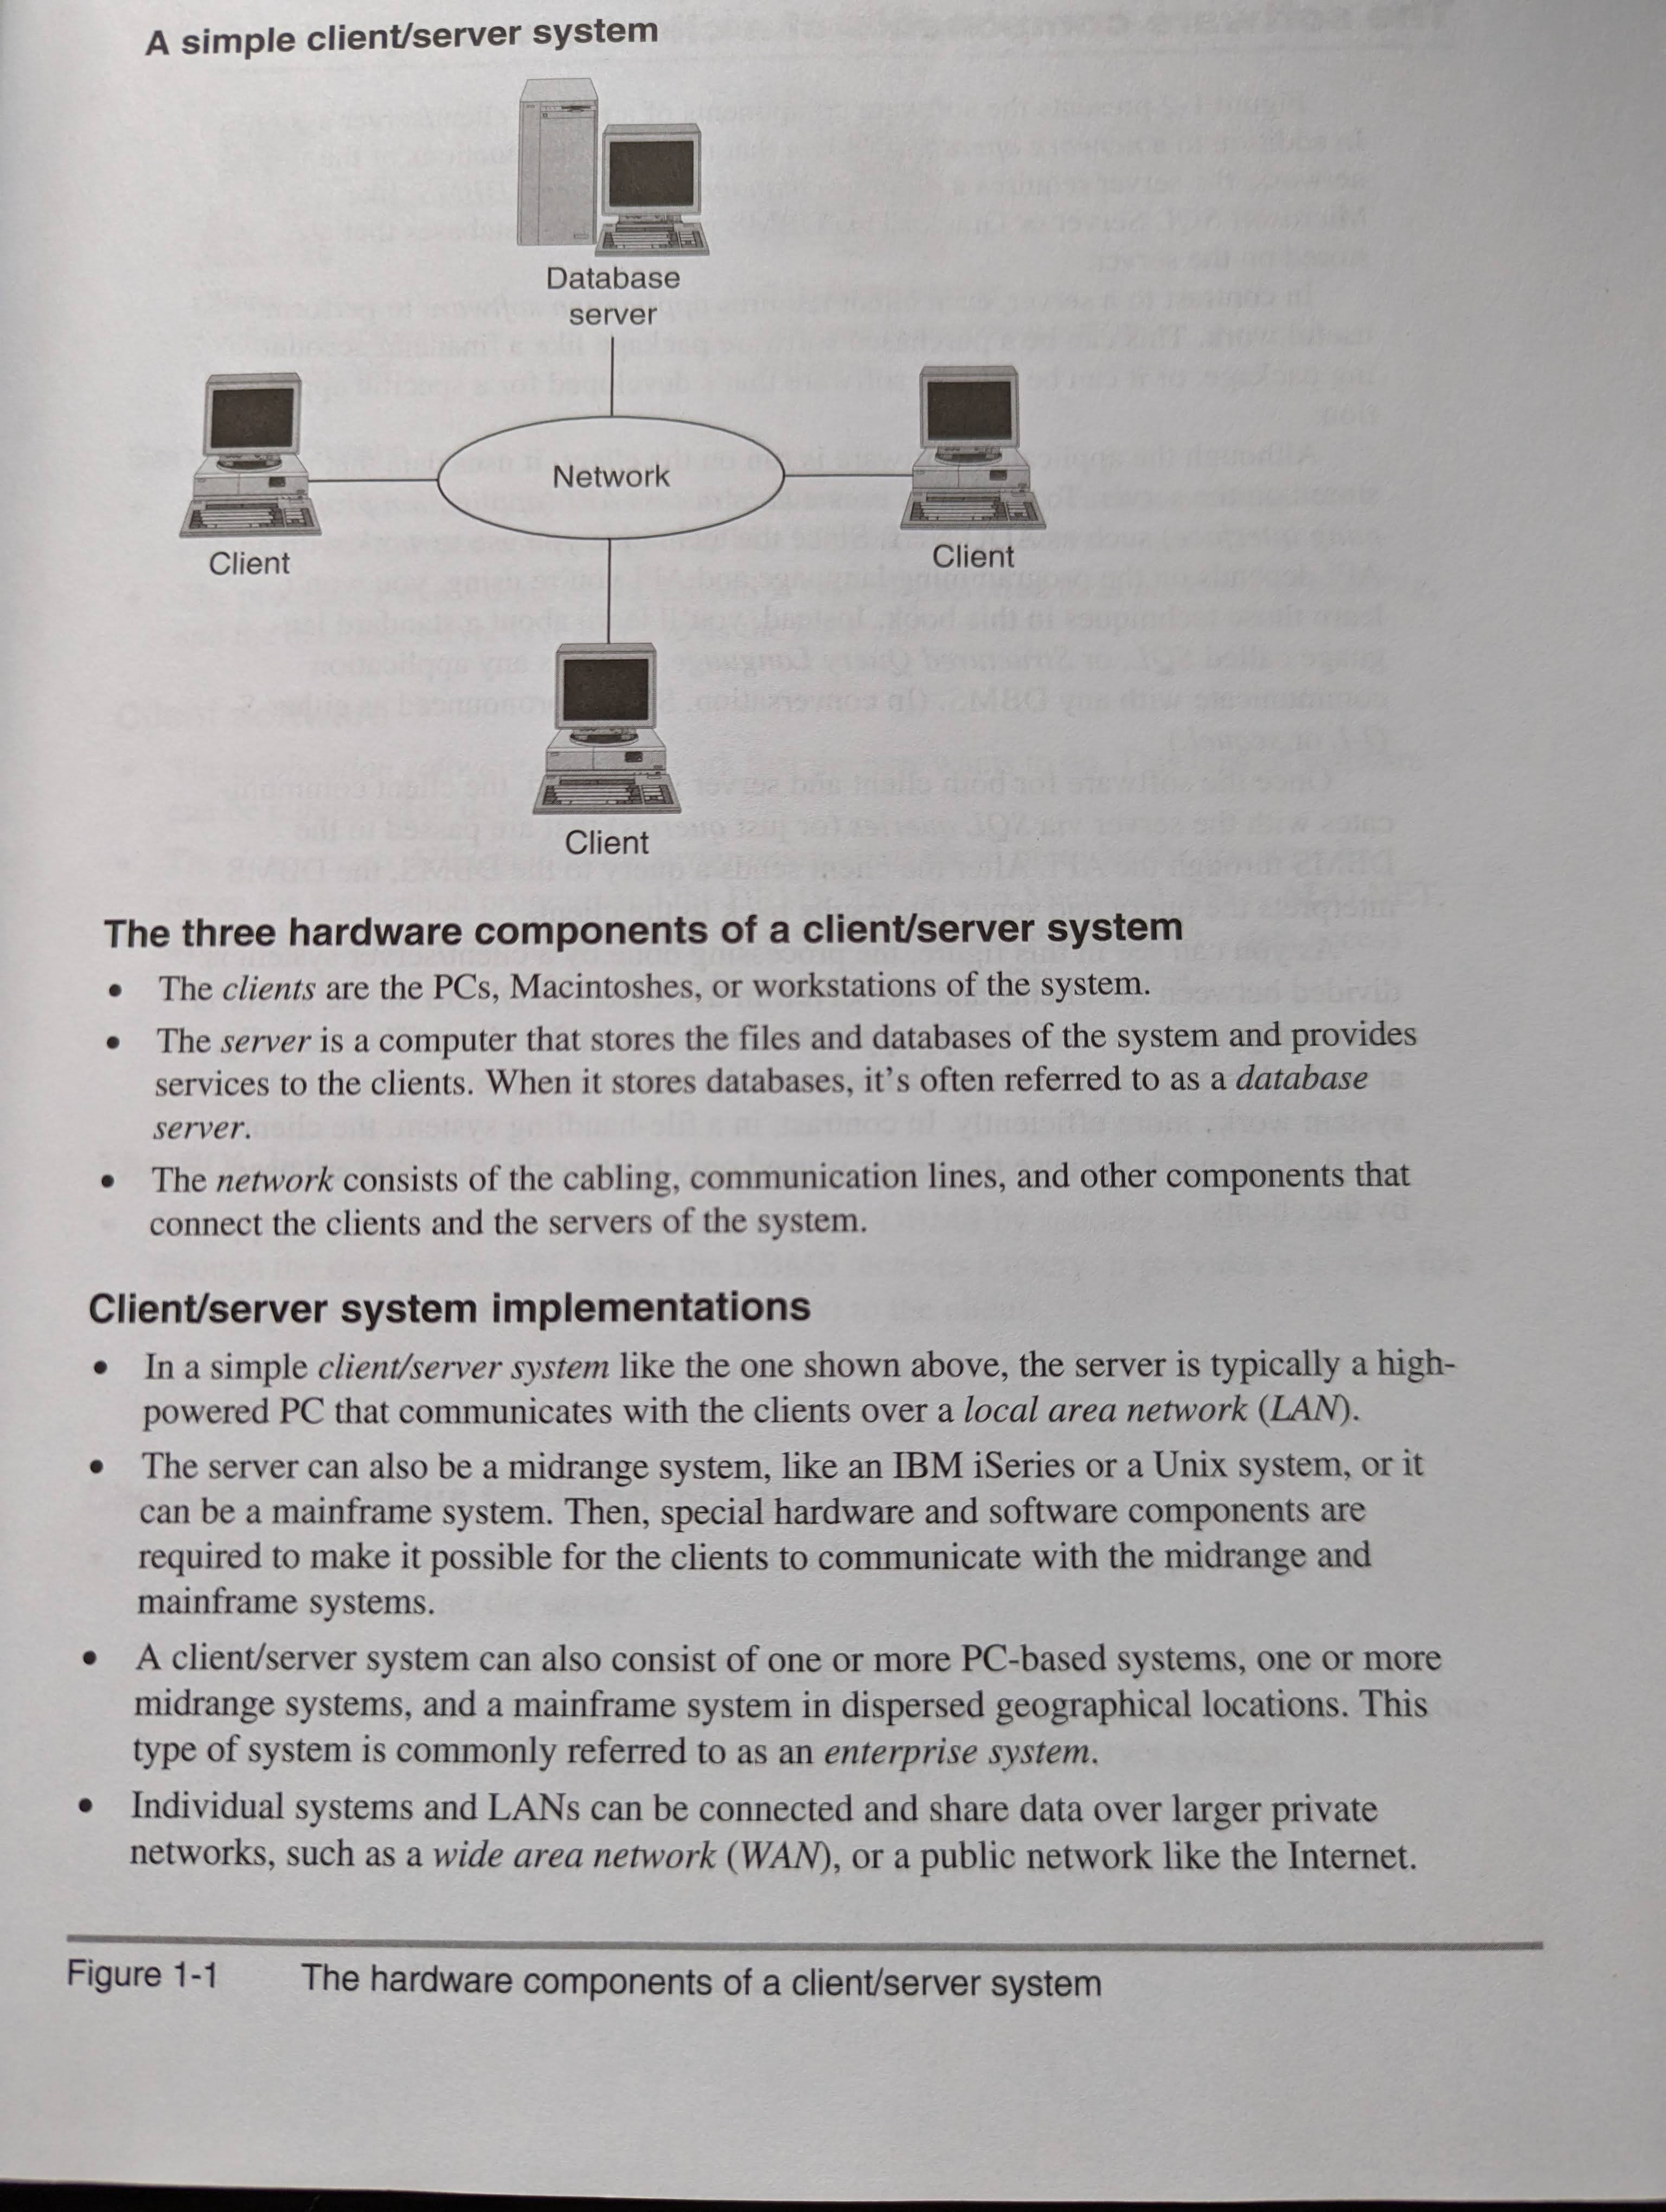 A simple client/server system
Database
server
Client
Network
Client
Client
The three hardware components of a client/server system
• The clients are the PCs, Macintoshes, or workstations of the system.
• The server is a computer that stores the files and databases of the system and provides
services to the clients. When it stores databases, it's often referred to as a database
server.
• The network consists of the cabling, communication lines, and other components that
connect the clients and the servers of the system.
Client/server system implementations
• In a simple client/server system like the one shown above, the server is typically a high-
powered PC that communicates with the clients over a local area network (LAN).
• The server can also be a midrange system, like an IBM iSeries or a Unix system, or it
can be a mainframe system. Then, special hardware and software components are
required to make it possible for the clients to communicate with the midrange and
mainframe systems.
• A client/server system can also consist of one or more PC-based systems, one or more
midrange systems, and a mainframe system in dispersed geographical locations. This
type of system is commonly referred to as an enterprise system.
• Individual systems and LANs can be connected and share data over larger private
networks, such as a wide area network (WAN), or a public network like the Internet.
Figure 1-1 The hardware components of a client/server system